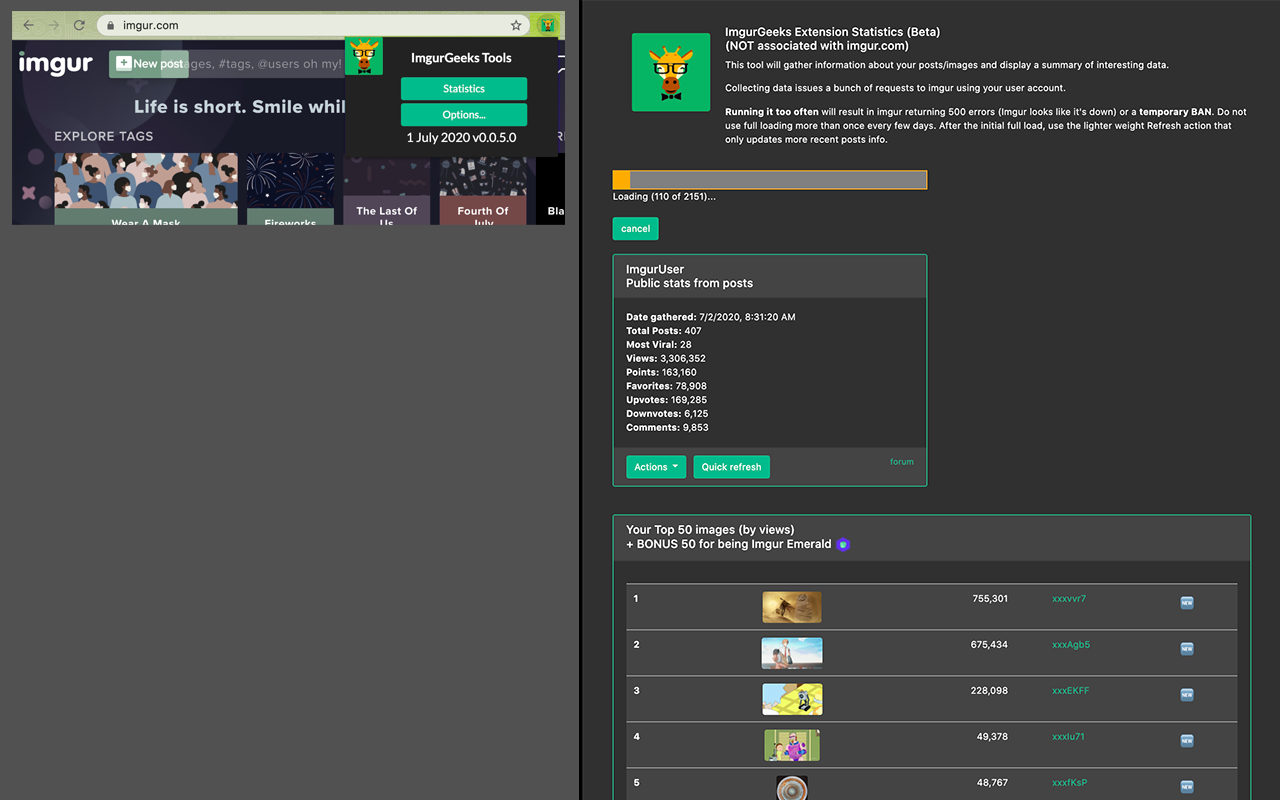 imgur.com
imgur
New post
ages, #tags, @users oh my!
Life is short. Smile whil
EXPLORE TAGS
Wear A Mask
Fireworks
The Last Of
Us
Fourth Of
July
Bla
ImgurGeeks Tools
Statistics
Options...
1 July 2020 v0.0.5.0
ImgurGeeks Extension Statistics (Beta)
(NOT associated with imgur.com)
This tool will gather information about your posts/images and display a summary of interesting data.
Collecting data issues a bunch of requests to imgur using your user account.
Running it too often will result in imgur returning 500 errors (Imgur looks like it's down) or a temporary BAN. Do not
use full loading more than once every few days. After the initial full load, use the lighter weight Refresh action that
only updates more recent posts info.
Loading (110 of 2151)...
cancel
ImgurUser
Public stats from posts
Date gathered: 7/2/2020, 8:31:20 AM
Total Posts: 407
Most Viral: 28
Views: 3,306,352
Points: 163,160
Favorites: 78,908
Upvotes: 169,285
Downvotes: 6,125
Comments: 9,853
Actions
Quick refresh
forum
Your Top 50 images (by views)
+ BONUS 50 for being Imgur Emerald
1 755,301 xxxvvr7 NEW
2 675,434 xxxAgb5 NEW
3 228,098 xxxEKFF NEW
4 49,378 xxxlu71 NEW
5 48,767 xxxfKsP NEW